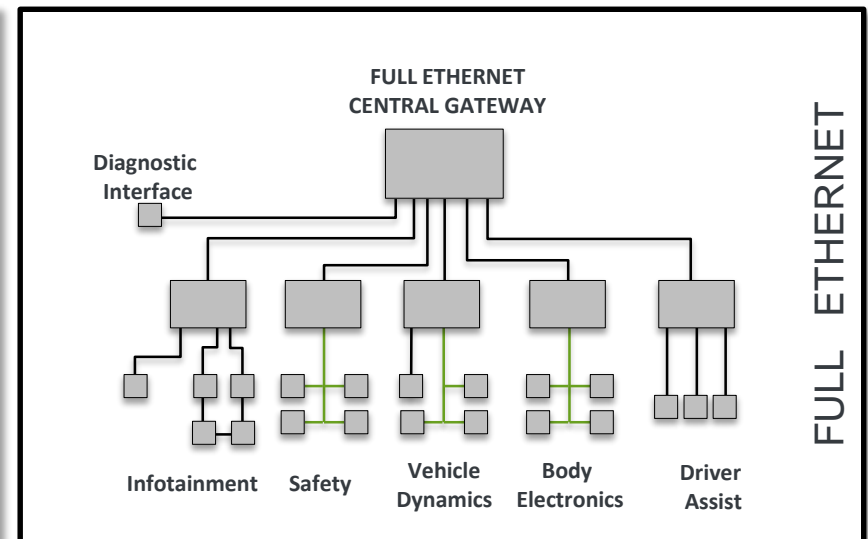 FULL ETHERNET
CENTRAL GATEWAY
Diagnostic
Interface
FULL ETHERNET
Infotainment
Safety
Vehicle
Dynamics
Body
Electronics
Driver
Assist